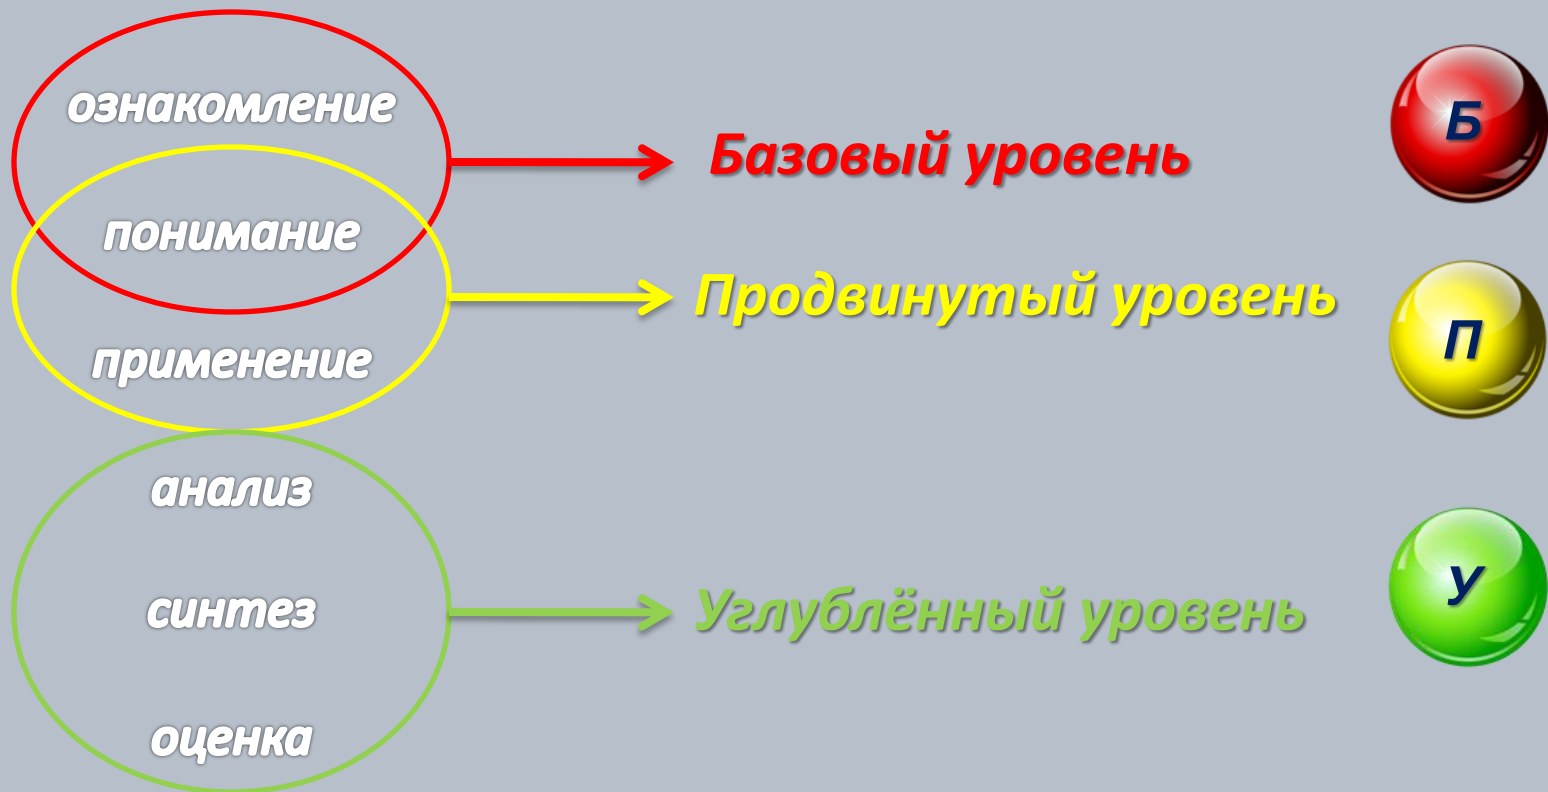 ознакомление
понимание
применение
анализ
синтез
оценка
Базовый уровень
Продвинутый уровень
Углублённый уровень
Б
П
У